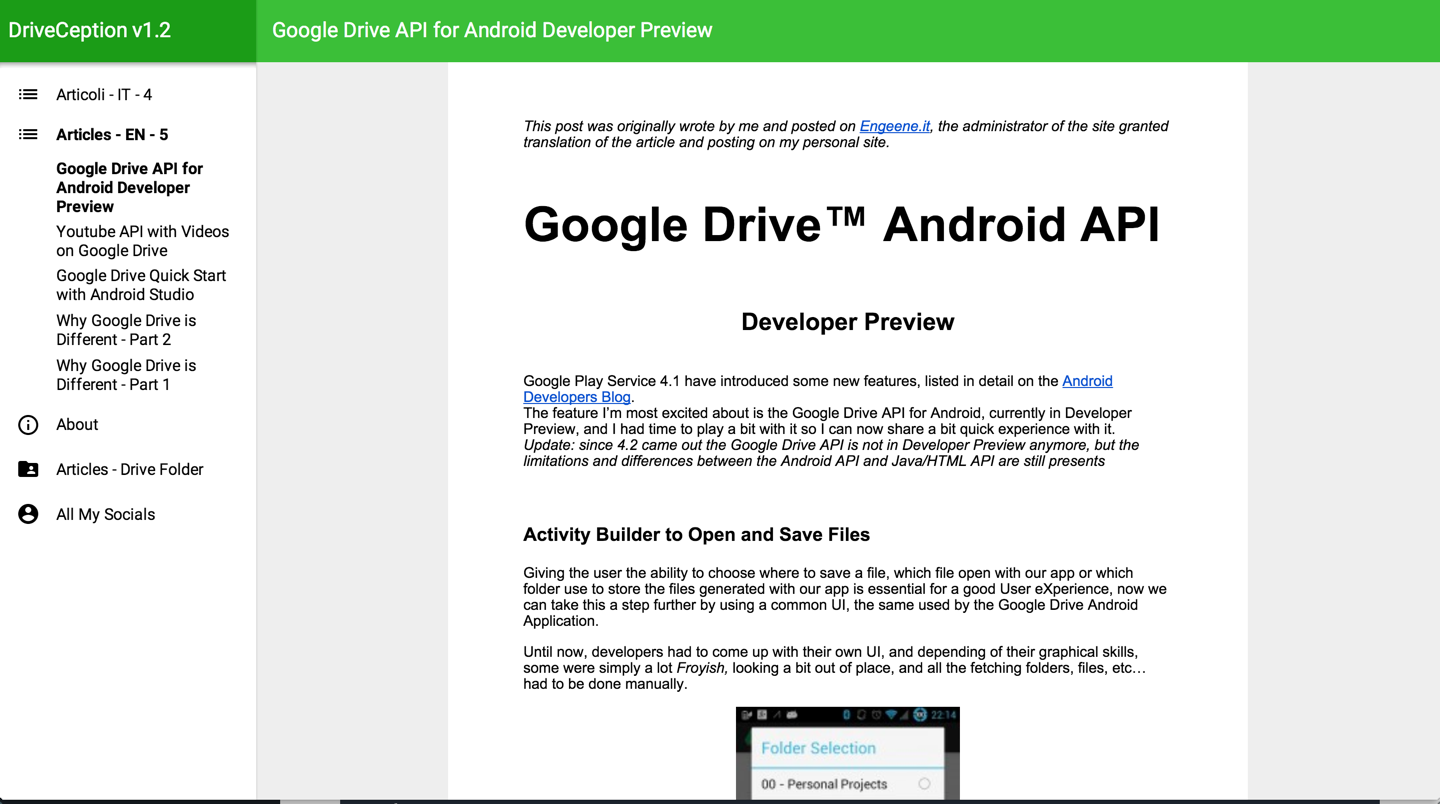 DriveCeption v1.2
Google Drive API for Android Developer Preview
Articoli - IT - 4
Articles - EN - 5
Google Drive API for
Android Developer
Preview
Youtube API with Videos
on Google Drive
Google Drive Quick Start
with Android Studio
Why Google Drive is
Different - Part 2
Why Google Drive is
Different - Part 1
About
Articles - Drive Folder
All My Socials
This post was originally wrote by me and posted on Engeene.it, the administrator of the site granted
translation of the article and posting on my personal site.
Google Drive™ Android API
Developer Preview
Google Play Service 4.1 have introduced some new features, listed in detail on the Android
Developers Blog.
The feature I’m most excited about is the Google Drive API for Android, currently in Developer
Preview, and I had time to play a bit with it so I can now share a bit quick experience with it.
Update: since 4.2 came out the Google Drive API is not in Developer Preview anymore, but the
limitations and differences between the Android API and Java/HTML API are still presents
Activity Builder to Open and Save Files
Giving the user the ability to choose where to save a file, which file open with our app or which
folder use to store the files generated with our app is essential for a good User eXperience, now we
can take this a step further by using a common UI, the same used by the Google Drive Android
Application.
Until now, developers had to come up with their own UI, and depending of their graphical skills,
some were simply a lot Froyish, looking a bit out of place, and all the fetching folders, files, etc…
had to be done manually.
22:14
Folder Selection
00 - Personal Projects